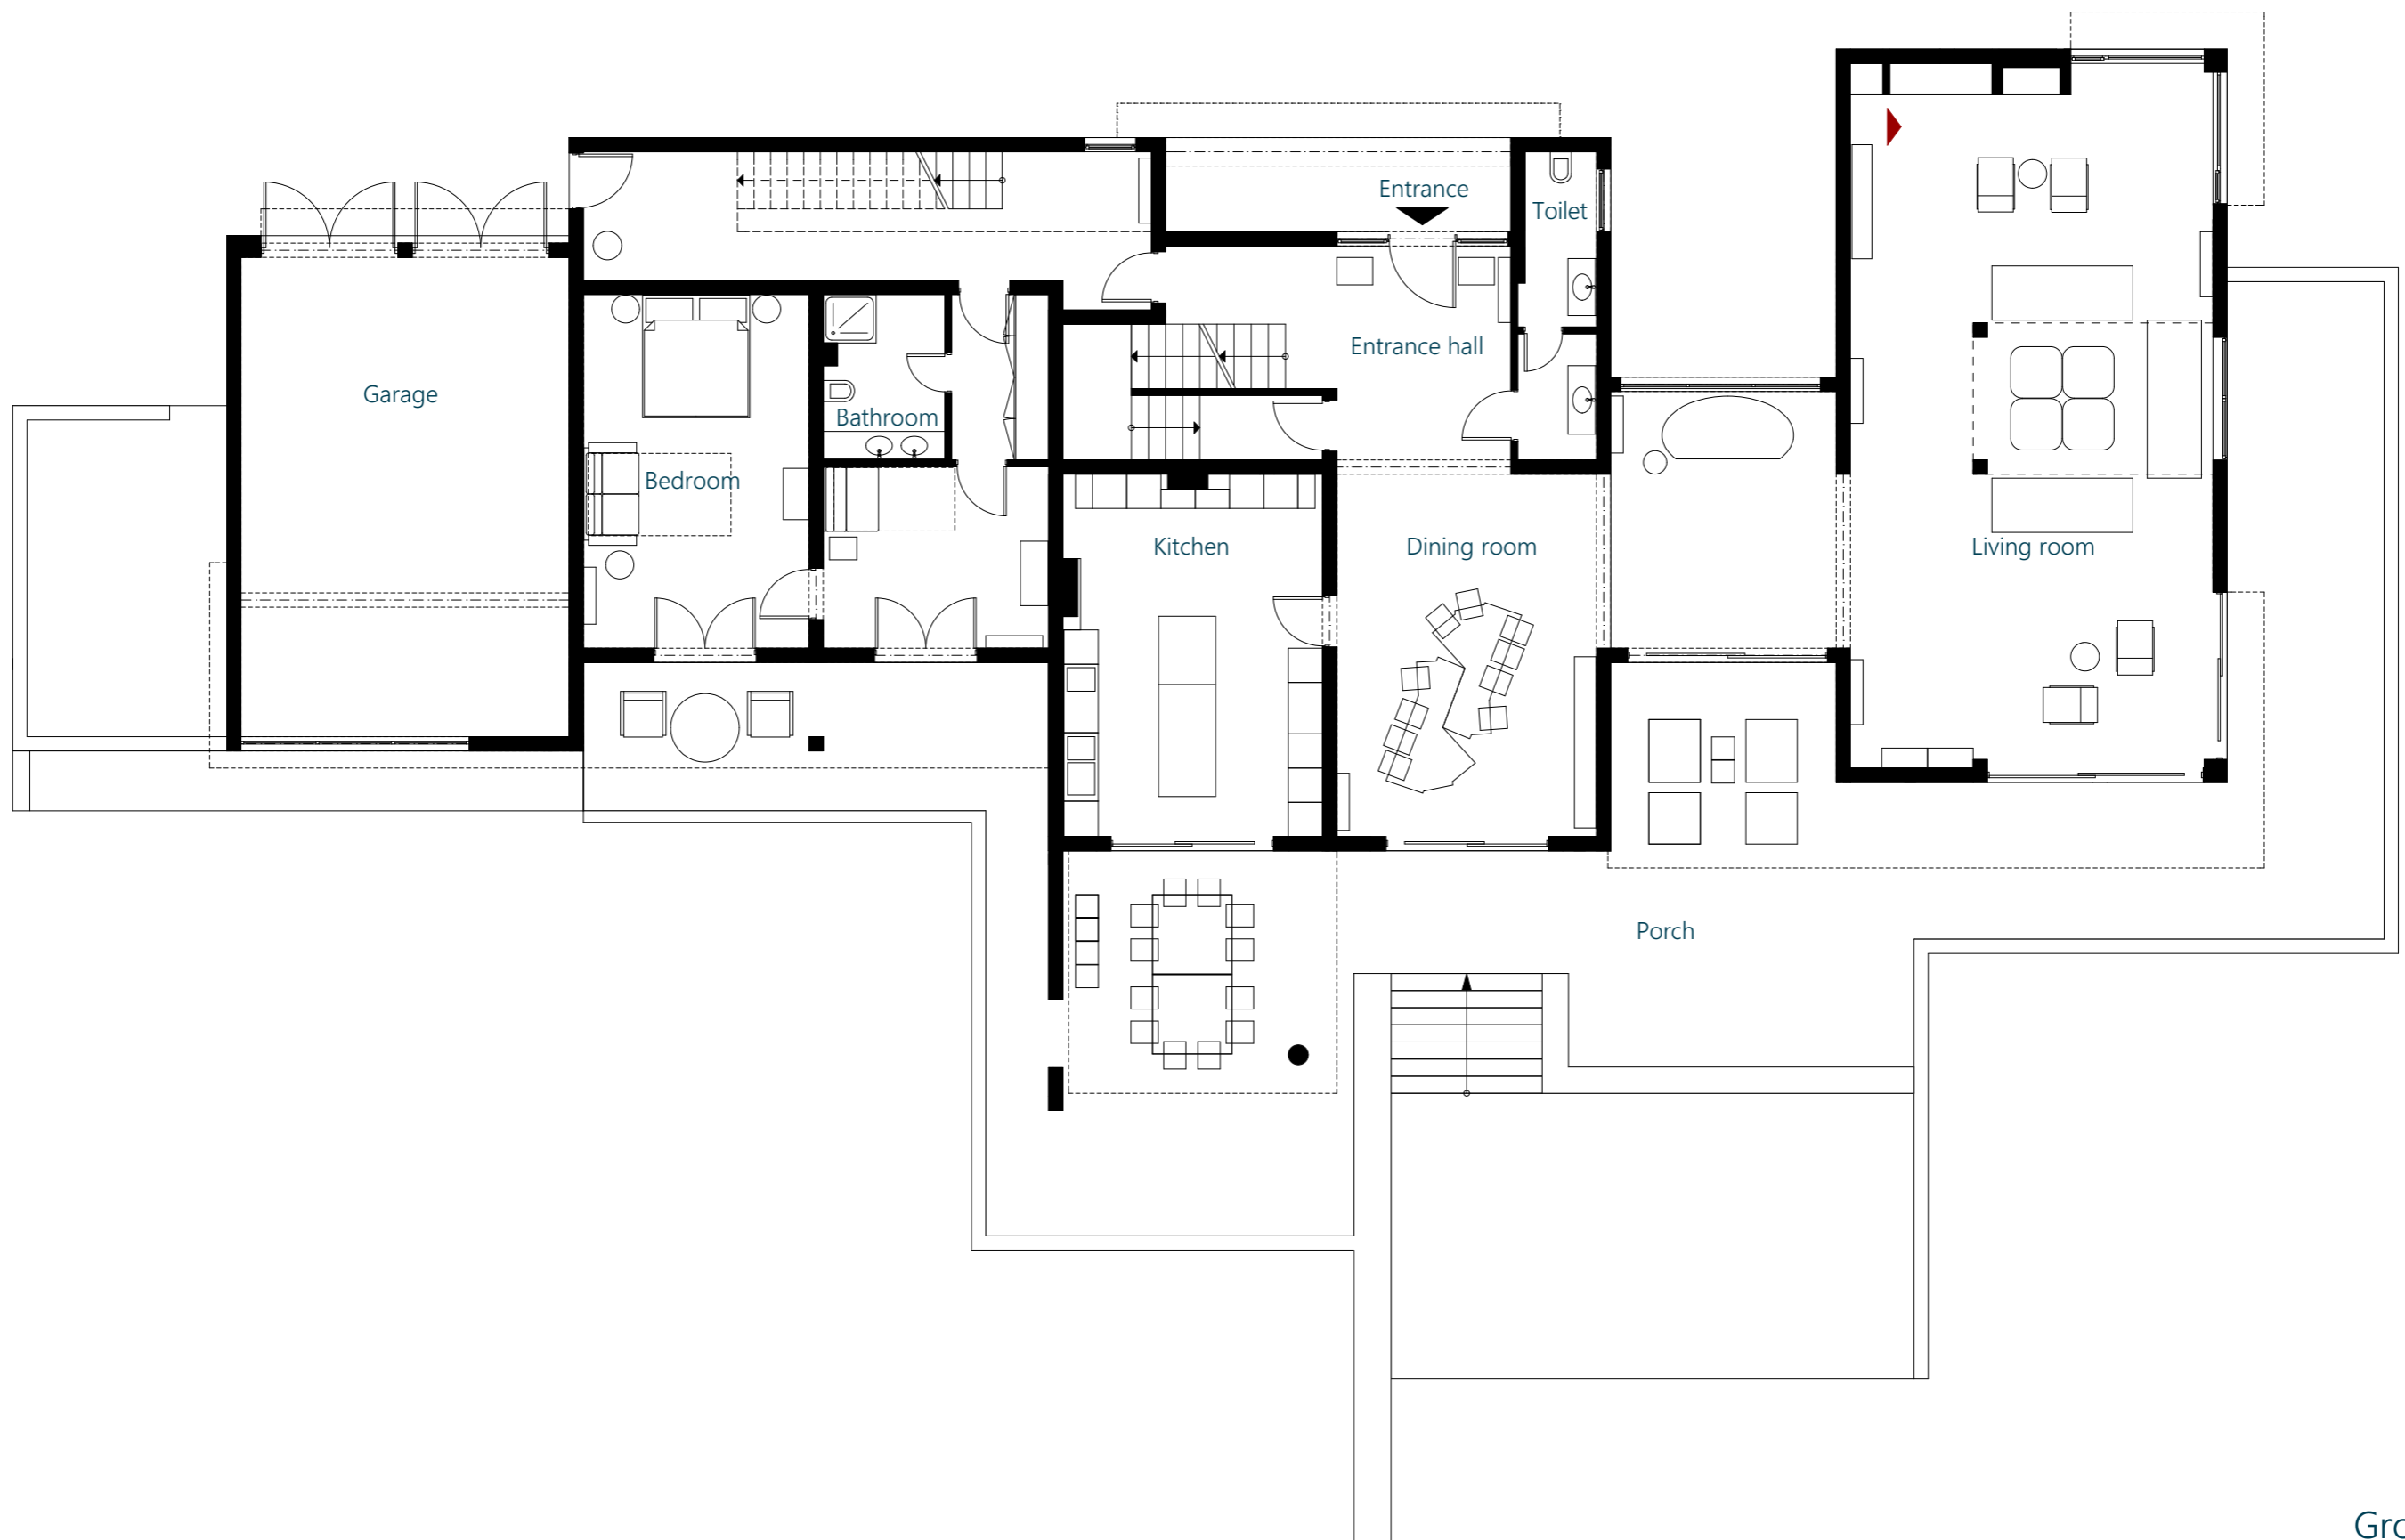 Entrance
Toilet
Entrance hall
Garage
Bathroom
Bedroom
Kitchen
Dining room
Living room
Porch
Gro